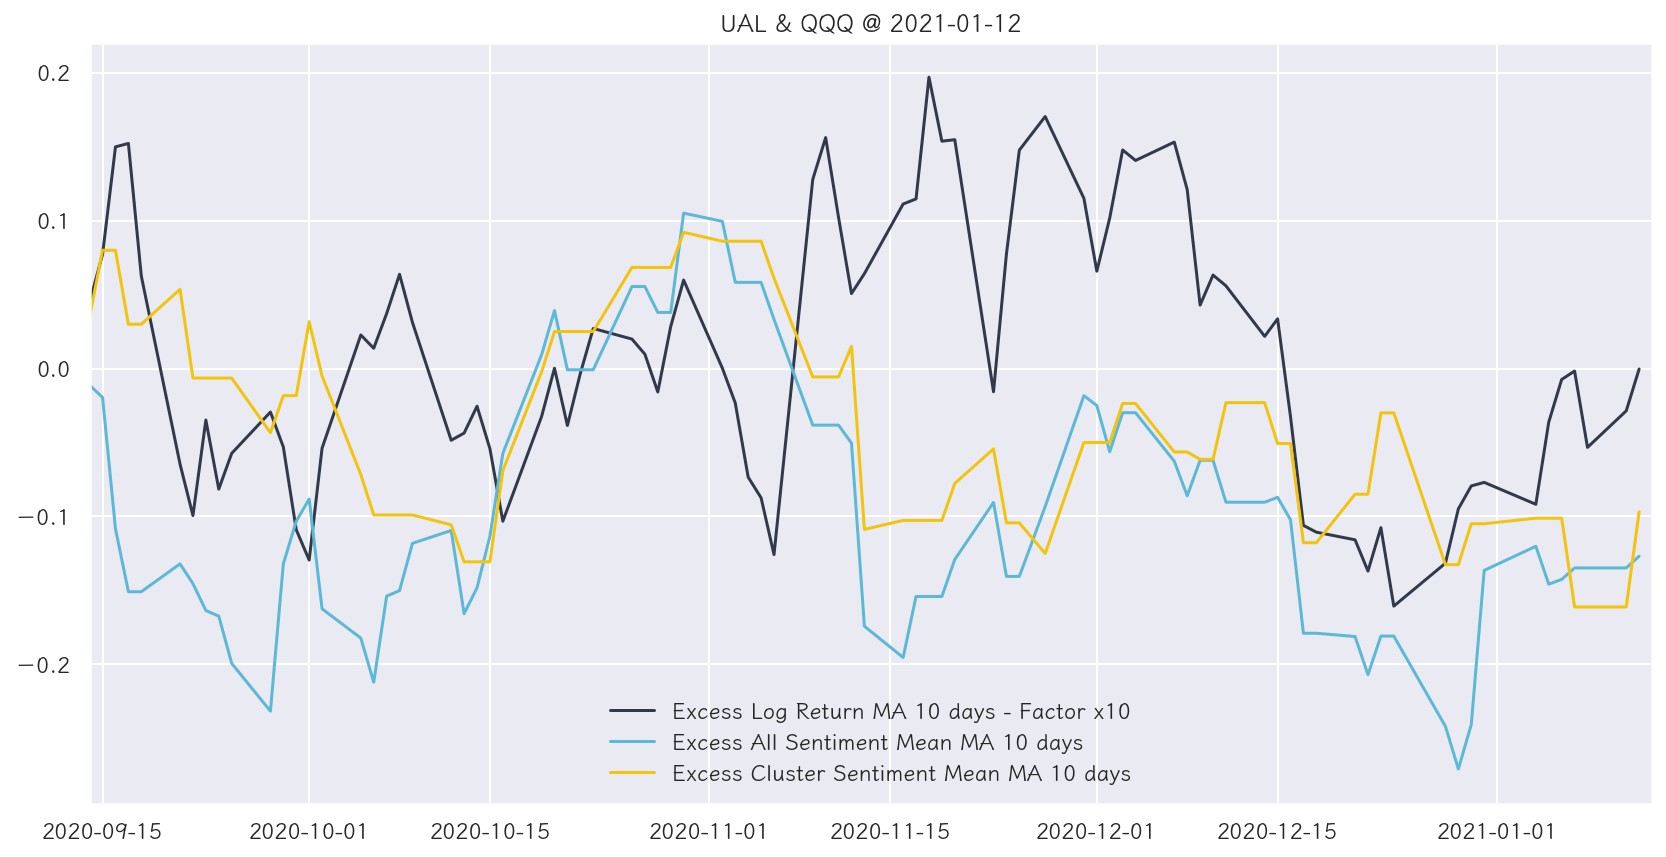 UAL & QQQ @ 2021-01-12
0.2
0.1
0.0
−0.1
−0.2
Excess Log Return MA 10 days - Factor x10
Excess All Sentiment Mean MA 10 days
Excess Cluster Sentiment Mean MA 10 days
2020-09-15 2020-10-01 2020-10-15 2020-11-01 2020-11-15 2020-12-01 2020-12-15 2021-01-01